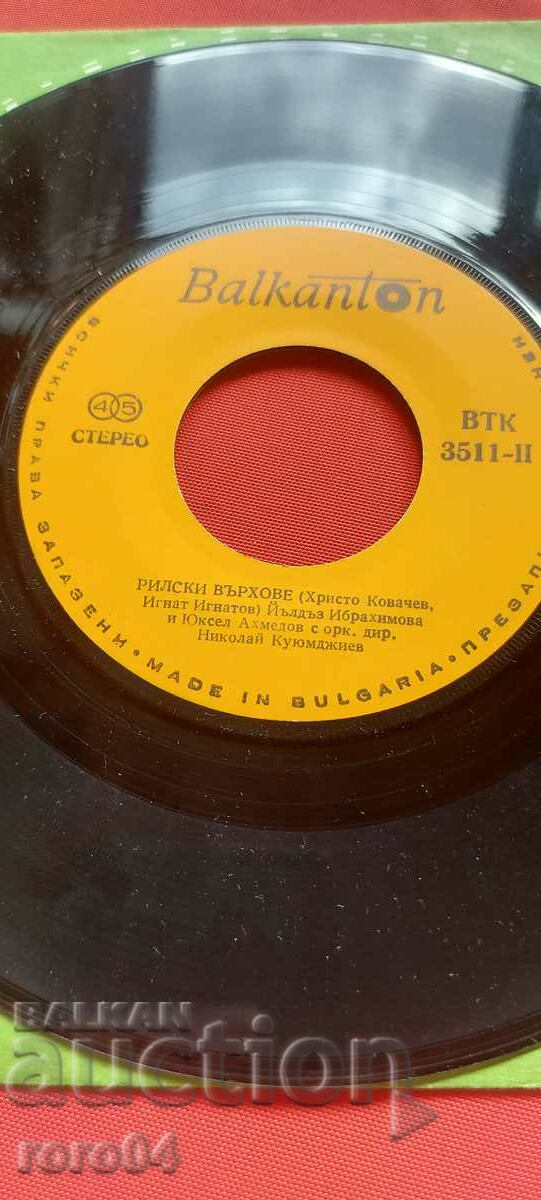 Balkanton
45
СТЕРЕО
ВТК
3511-II
РИЛСКИ ВЪРХОВЕ (Христо Ковачев,
Игнат Игнатов) Йълдъз Ибрахимова
и Юксел Ахмедов с орк. дир.
Николай Куюмджиев
ВСИЧКИ ПРАВА ЗАПАЗЕНИ • MADE IN BULGARIA •
BALKAN
auction
roro04